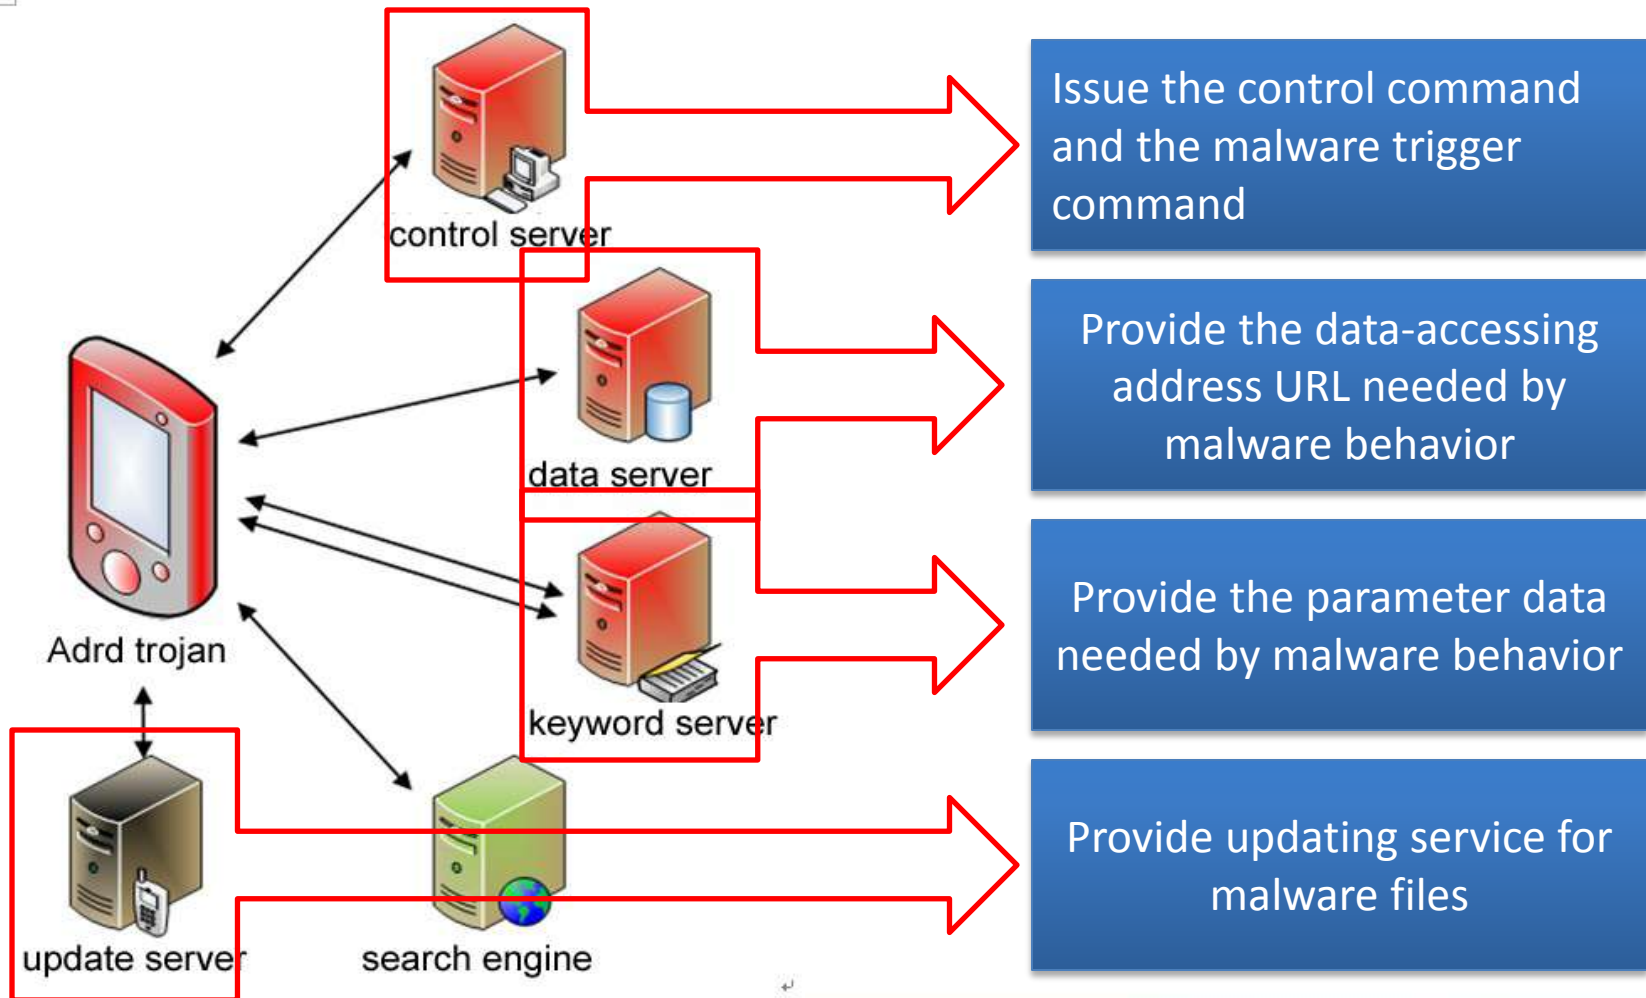 control server
Issue the control command
and the malware trigger
command
data server
Provide the data-accessing
address URL needed by
malware behavior
Adrd trojan
keyword server
Provide the parameter data
needed by malware behavior
update server
search engine
Provide updating service for
malware files